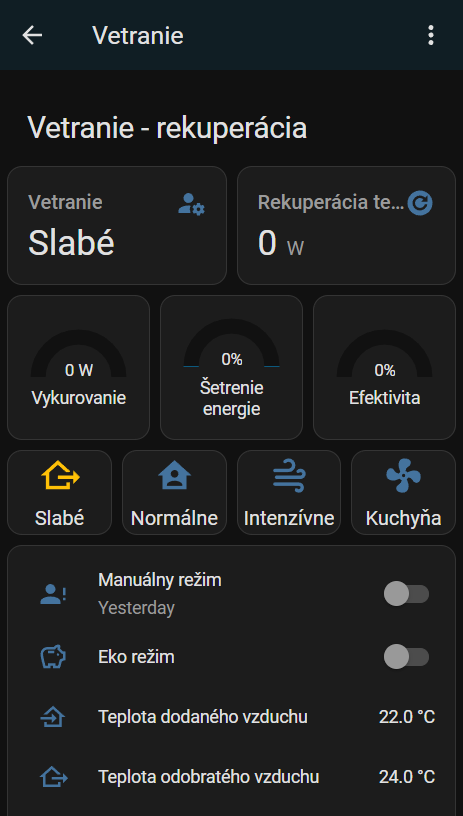 Vetranie
Vetranie - rekuperácia
Vetranie
Slabé
Rekuperácia te...
0 W
0 W
Vykurovanie
0%
Šetrenie
energie
0%
Efektivita
Slabé
Normálne
Intenzívne
Kuchyňa
Manuálny režim
Yesterday
Eko režim
Teplota dodaného vzduchu
22.0 °C
Teplota odobratého vzduchu
24.0 °C